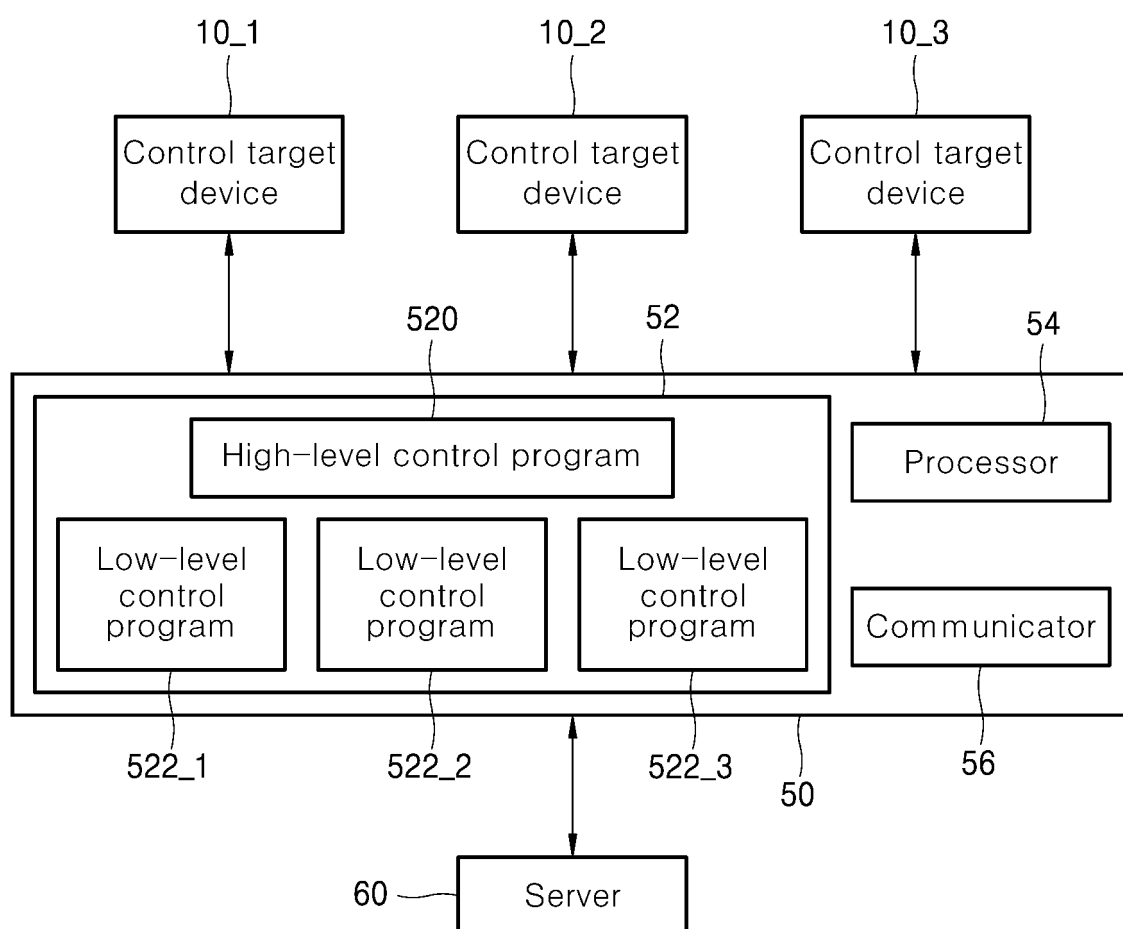 10_1 10_2 10_3
Control target Control target Control target
device device device
520 52 54
High-level control program
Processor
Low-level Low-level Low-level
control control control
program program program
Communicator
522_1 522_2 522_3 50 56
60 Server